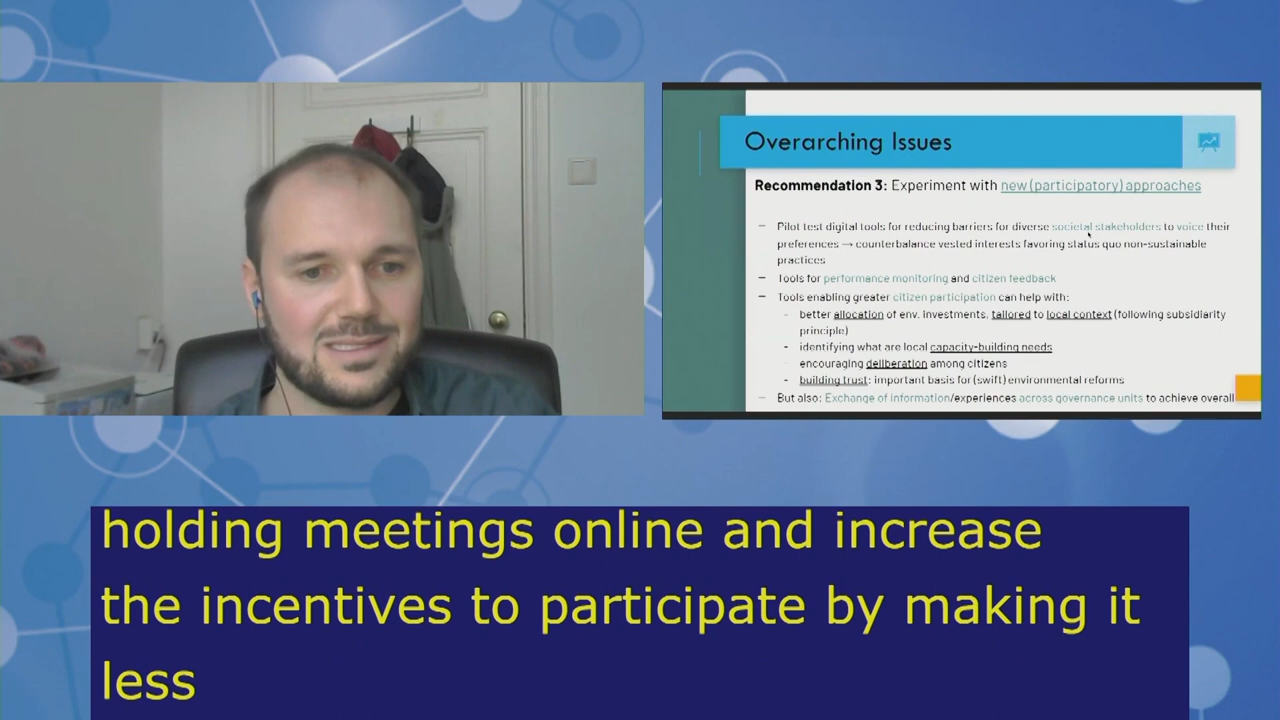 Overarching Issues
Recommendation 3: Experiment with new (participatory) approaches
– Pilot test digital tools for reducing barriers for diverse societal stakeholders to voice their
preferences → counterbalance vested interests favoring status quo non-sustainable
practices
– Tools for performance monitoring and citizen feedback
– Tools enabling greater citizen participation can help with:
- better allocation of env. investments, tailored to local context (following subsidiarity
principle)
- identifying what are local capacity-building needs
- encouraging deliberation among citizens
- building trust: important basis for (swift) environmental reforms
– But also: Exchange of information/experiences across governance units to achieve overall
holding meetings online and increase
the incentives to participate by making it
less